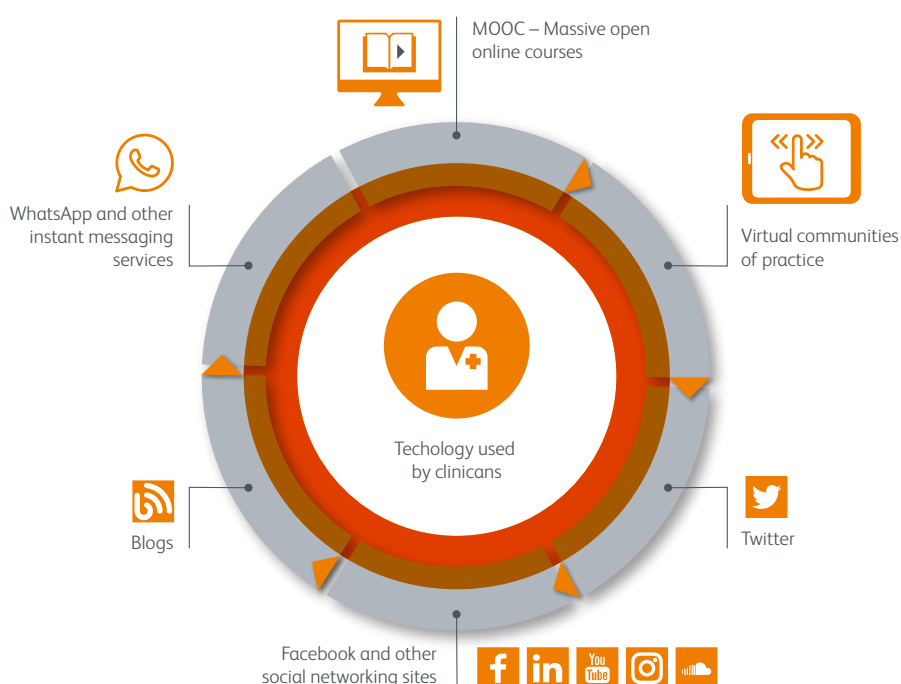 MOOC – Massive open
online courses
WhatsApp and other
instant messaging
services
Virtual communities
of practice
Techology used
by clinicans
Blogs
Twitter
Facebook and other
social networking sites
f
in
You
Tube